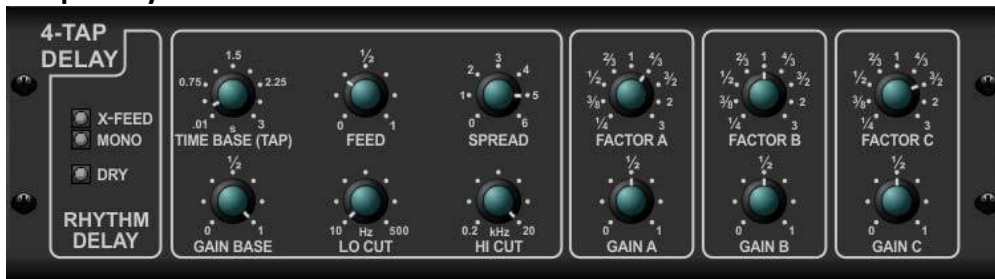 4-TAP
DELAY
X-FEED
MONO
DRY
RHYTHM
DELAY
1.5
0.75 2.25
.01 s 3
TIME BASE (TAP)
½
0 1
FEED
3
2 4
1 5
0 6
SPREAD
⅔ 1 4/3
½ 3/2
⅜ 2
¼ 3
FACTOR A
⅔ 1 4/3
½ 3/2
⅜ 2
¼ 3
FACTOR B
⅔ 1 4/3
½ 3/2
⅜ 2
¼ 3
FACTOR C
½
0 1
GAIN BASE
10 Hz 500
LO CUT
0.2 kHz 20
HI CUT
½
0 1
GAIN A
½
0 1
GAIN B
½
0 1
GAIN C